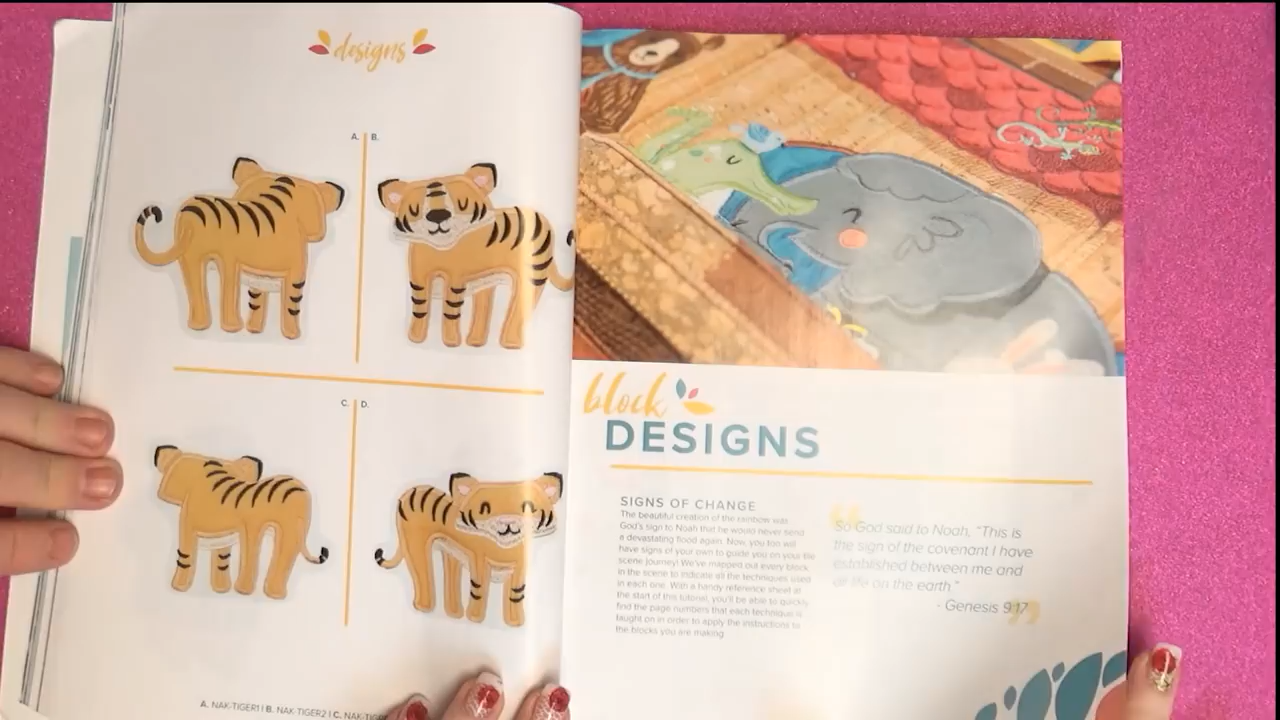 designs
A. B.
C. D.
A. NAK-TIGER1 | B. NAK-TIGER2 | C. NAK-TIGER
block
DESIGNS
SIGNS OF CHANGE
The beautiful creation of the rainbow was
God's sign to Noah that he would never send
a devastating flood again. Now, you too will
have signs of your own to guide you on your tile
scene journey! We've mapped out every block
in the scene to indicate all the techniques used
in each one. With a handy reference sheet at
the start of this tutorial, you'll be able to quickly
find the page numbers that each technique is
taught on in order to apply the instructions to
the blocks you are making.
"So God said to Noah, "This is
the sign of the covenant I have
established between me and
all life on the earth."
- Genesis 9:17"